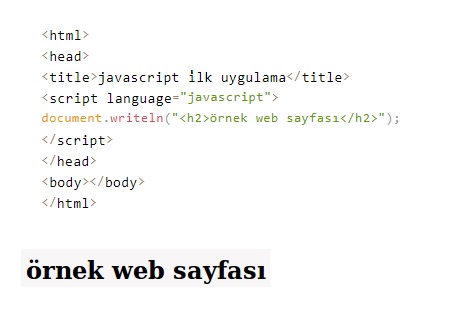 <html>
<head>
<title>javascript ilk uygulama</title>
<script language="javascript">
document.writeln("<h2>örnek web sayfası</h2>");
</script>
</head>
<body></body>
</html>
örnek web sayfası